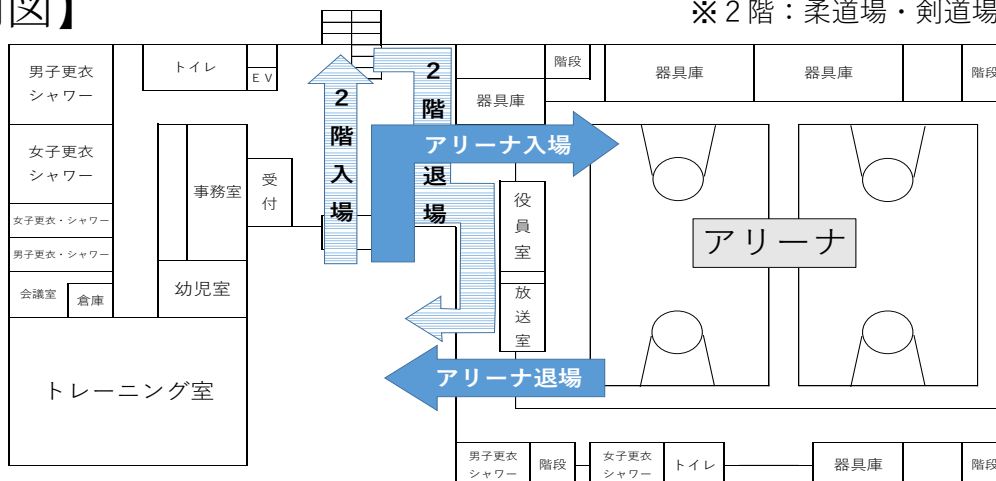 図】
※２階：柔道場・剣道場
男子更衣
シャワー
トイレ
ＥＶ
階段
器具庫
器具庫
階段
器具庫
女子更衣
シャワー
事務室
受
付
女子更衣・シャワー
男子更衣・シャワー
会議室
倉庫
幼児室
トレーニング室
２
階
入
場
２
階
退
場
アリーナ入場
役
員
室
放
送
室
アリーナ
アリーナ退場
男子更衣
シャワー
階段
女子更衣
シャワー
トイレ
器具庫
階段